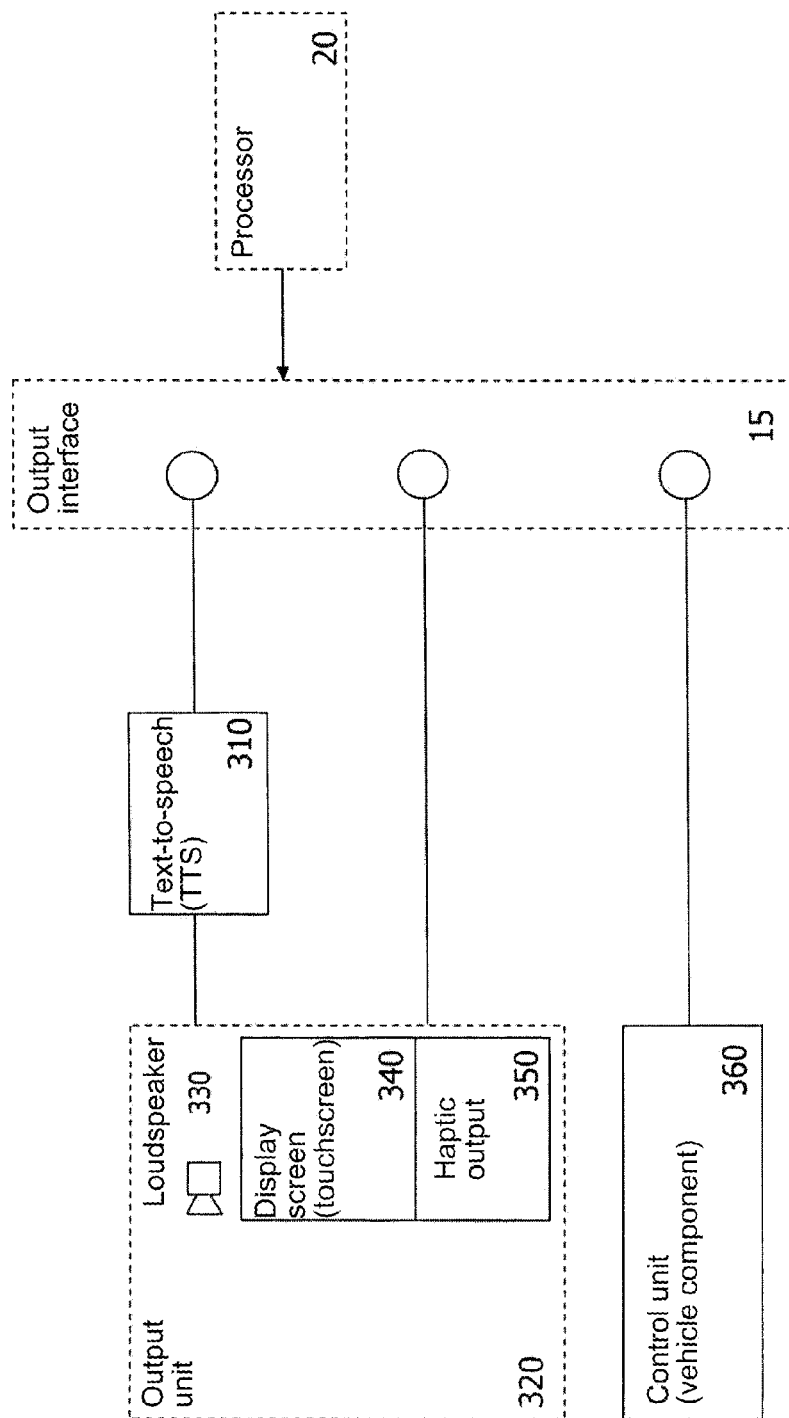 Output
unit
320
Loudspeaker
330
Display
screen
(touchscreen)
340
Haptic
output
350
Control unit
(vehicle component)
360
Text-to-speech
(TTS)
310
Output
interface
15
Processor
20